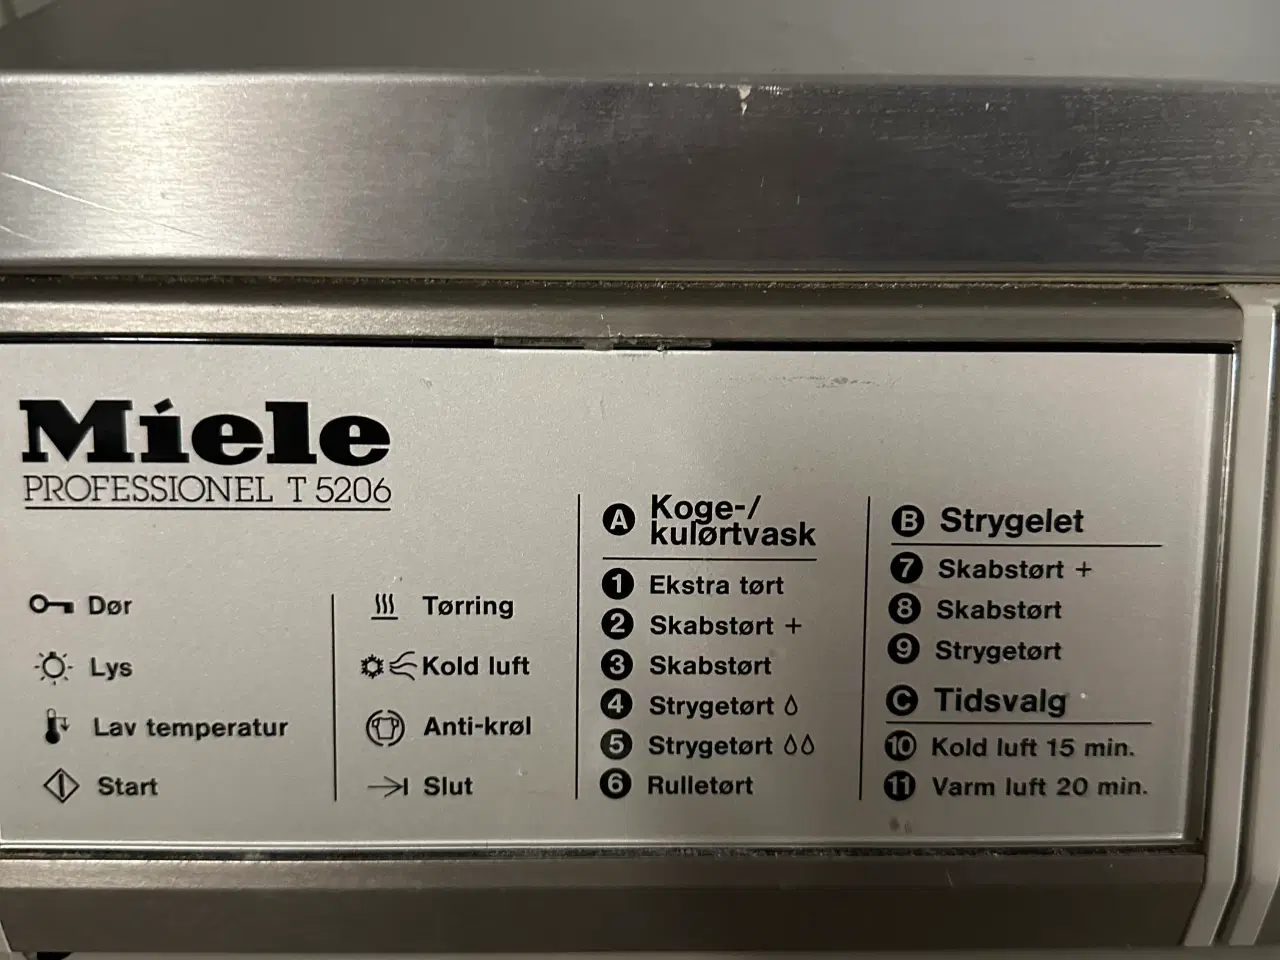 Miele
PROFESSIONEL T 5206
Dør
Lys
Lav temperatur
Start
Tørring
Kold luft
Anti-krøl
Slut
A Koge-/
kulørtvask
1 Ekstra tørt
2 Skabstørt +
3 Skabstørt
4 Strygetørt
5 Strygetørt
6 Rulletørt
B Strygelet
7 Skabstørt +
8 Skabstørt
9 Strygetørt
C Tidsvalg
10 Kold luft 15 min.
11 Varm luft 20 min.